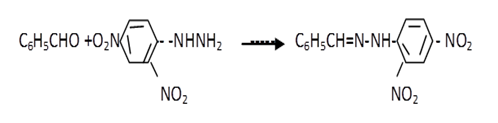 C₆H₅CHO +O₂N -NHNH₂ C₆H₅CH=N-NH- - NO₂
NO₂ NO₂